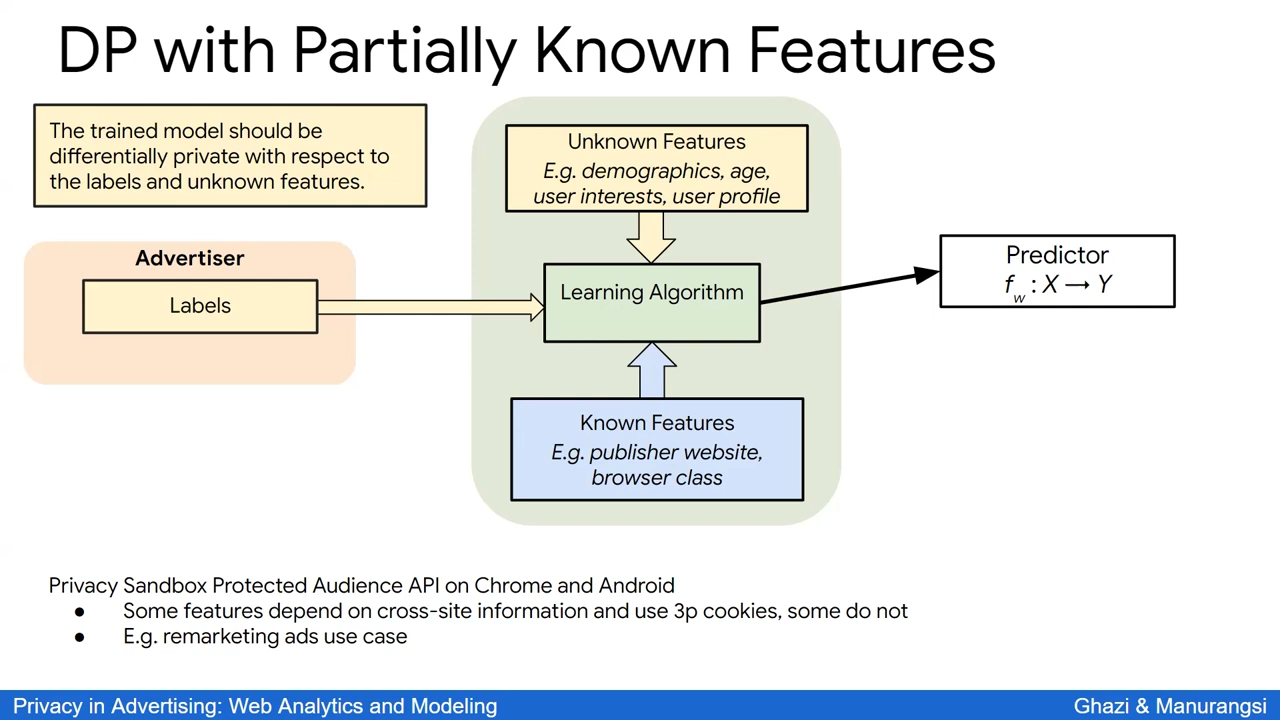 DP with Partially Known Features
The trained model should be
differentially private with respect to
the labels and unknown features.
Unknown Features
E.g. demographics, age,
user interests, user profile
Advertiser
Labels
Learning Algorithm
Predictor
f_w : X → Y
Known Features
E.g. publisher website,
browser class
Privacy Sandbox Protected Audience API on Chrome and Android
● Some features depend on cross-site information and use 3p cookies, some do not
● E.g. remarketing ads use case
Privacy in Advertising: Web Analytics and Modeling
Ghazi & Manurangsi